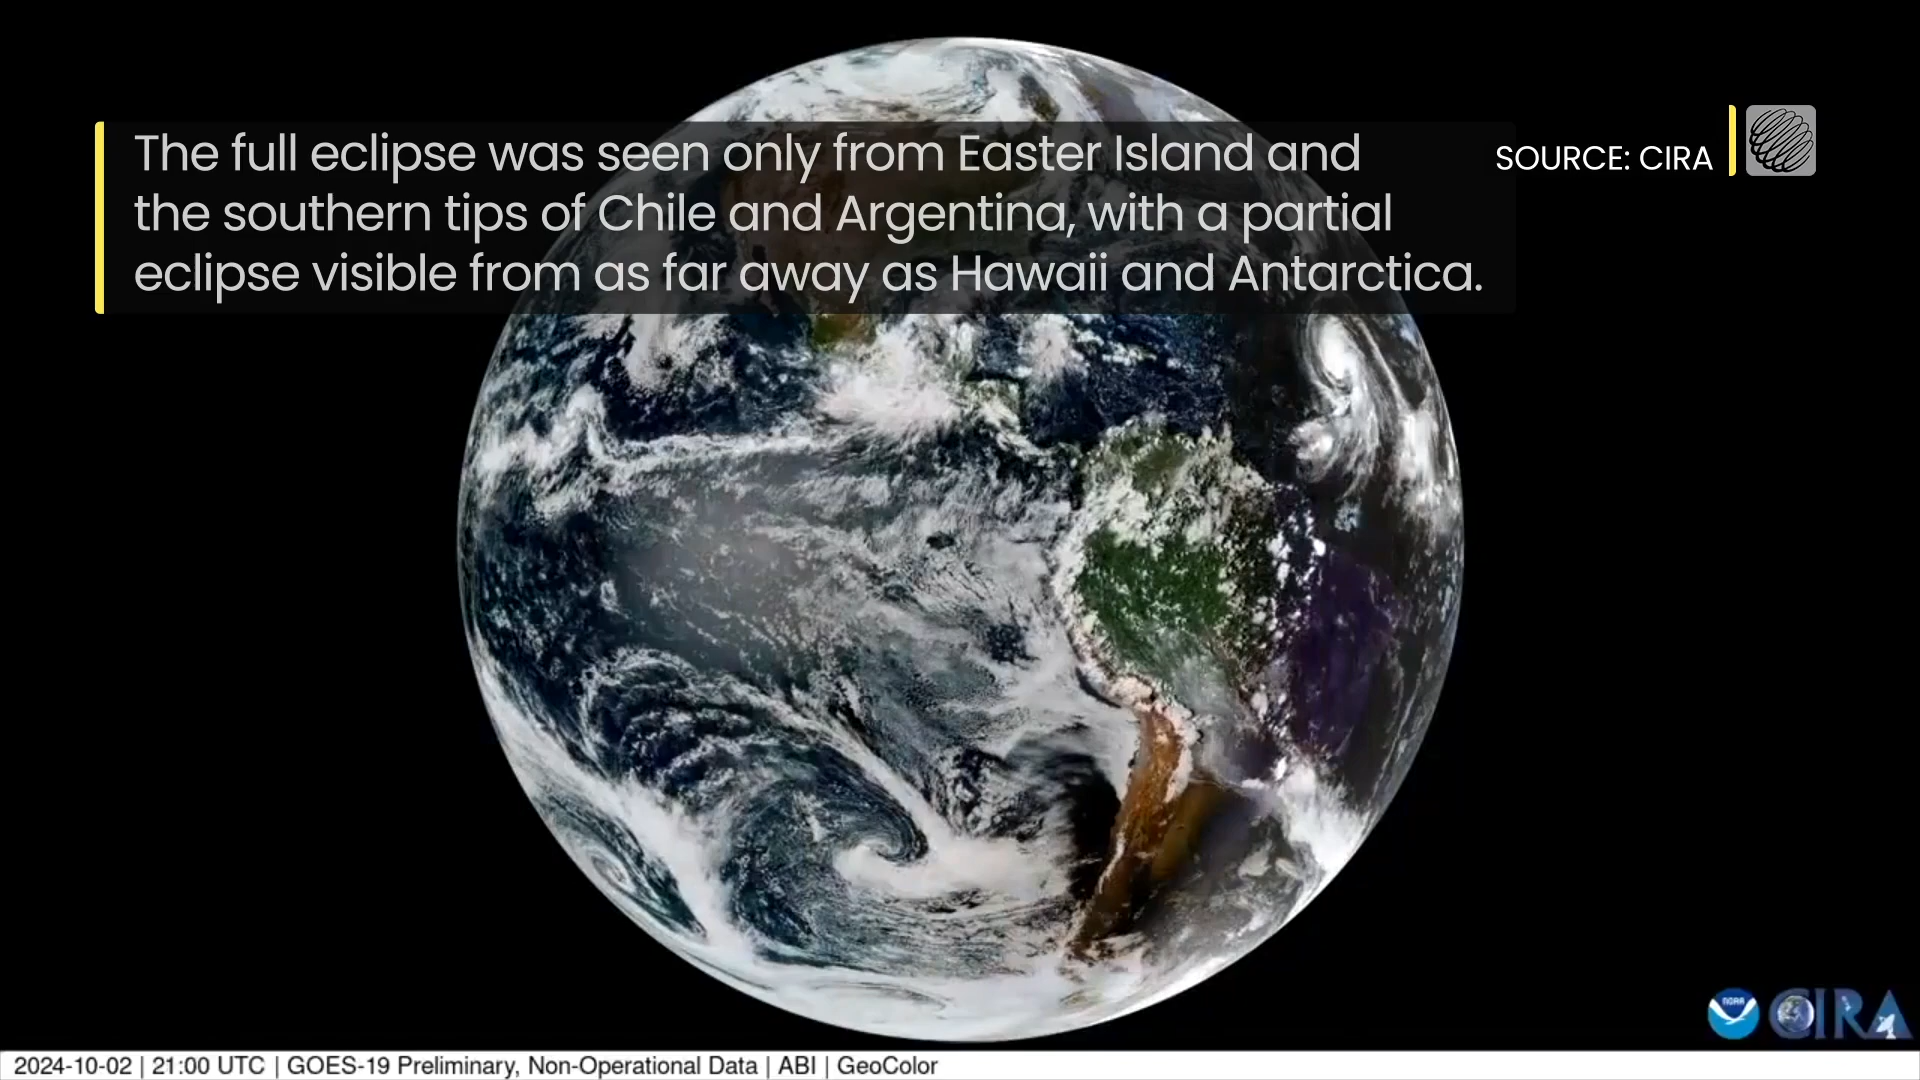 The full eclipse was seen only from Easter Island and
the southern tips of Chile and Argentina, with a partial
eclipse visible from as far away as Hawaii and Antarctica.
SOURCE: CIRA
NOAA
CIRA
2024-10-02 | 21:00 UTC | GOES-19 Preliminary, Non-Operational Data | ABI | GeoColor